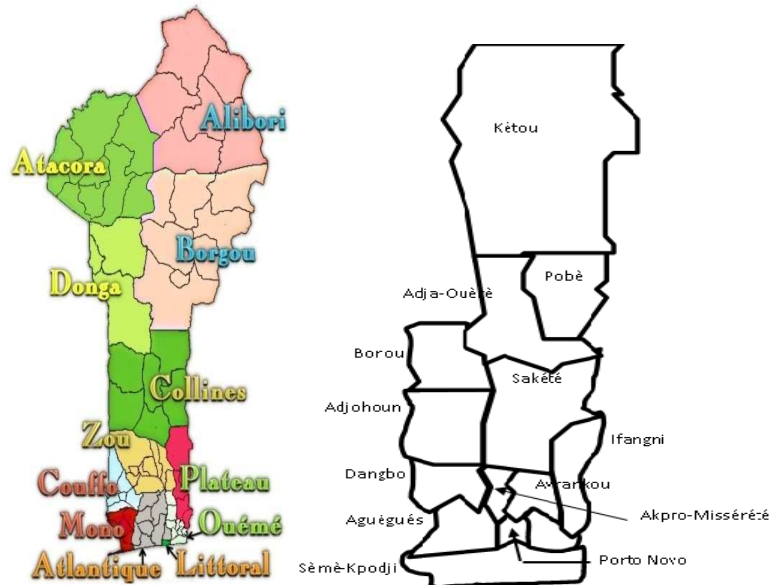 Alibori
Atacora
Borgou
Donga
Collines
Zou
Couffo
Plateau
Mono
Ouémé
Atlantique
Littoral
Kétou
Pobè
Adja-Ouèrè
Borou
Sakété
Adjohoun
Ifangni
Dangbo
Avrankou
Akpro-Missérété
Aguégués
Porto Novo
Sèmè-Kpodji